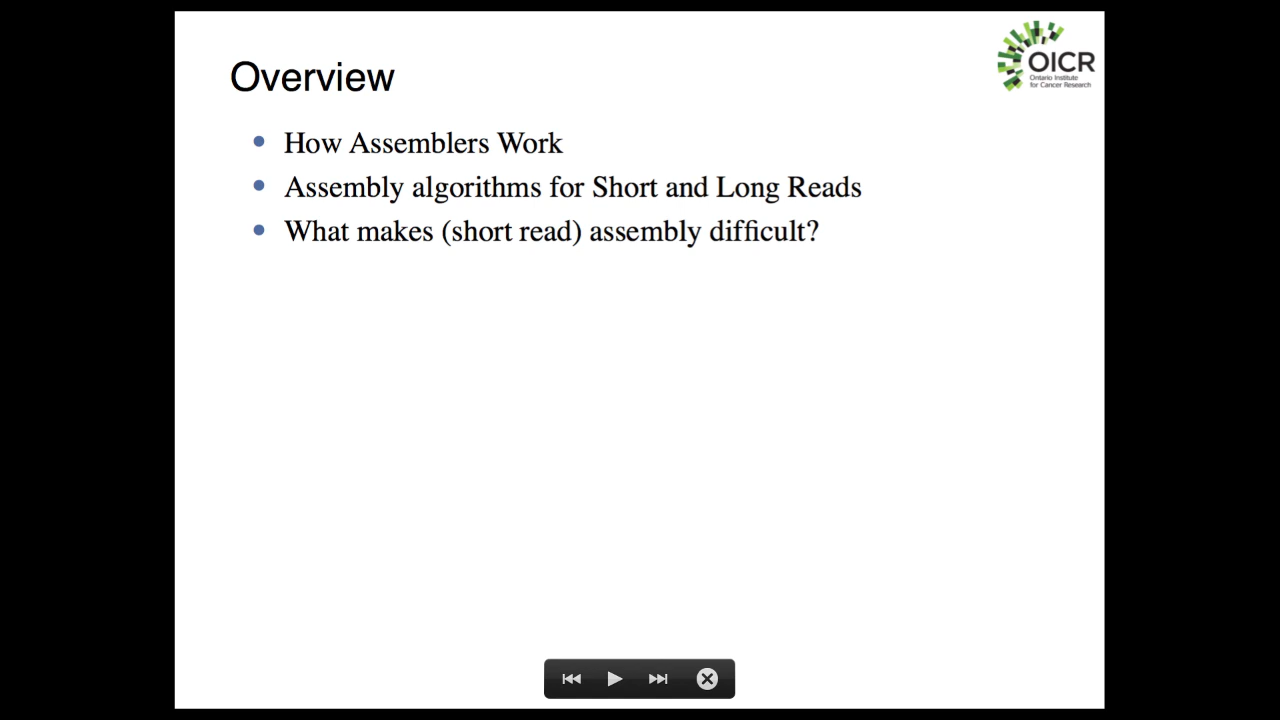 Overview
OICR
Ontario Institute
for Cancer Research
How Assemblers Work
Assembly algorithms for Short and Long Reads
What makes (short read) assembly difficult?